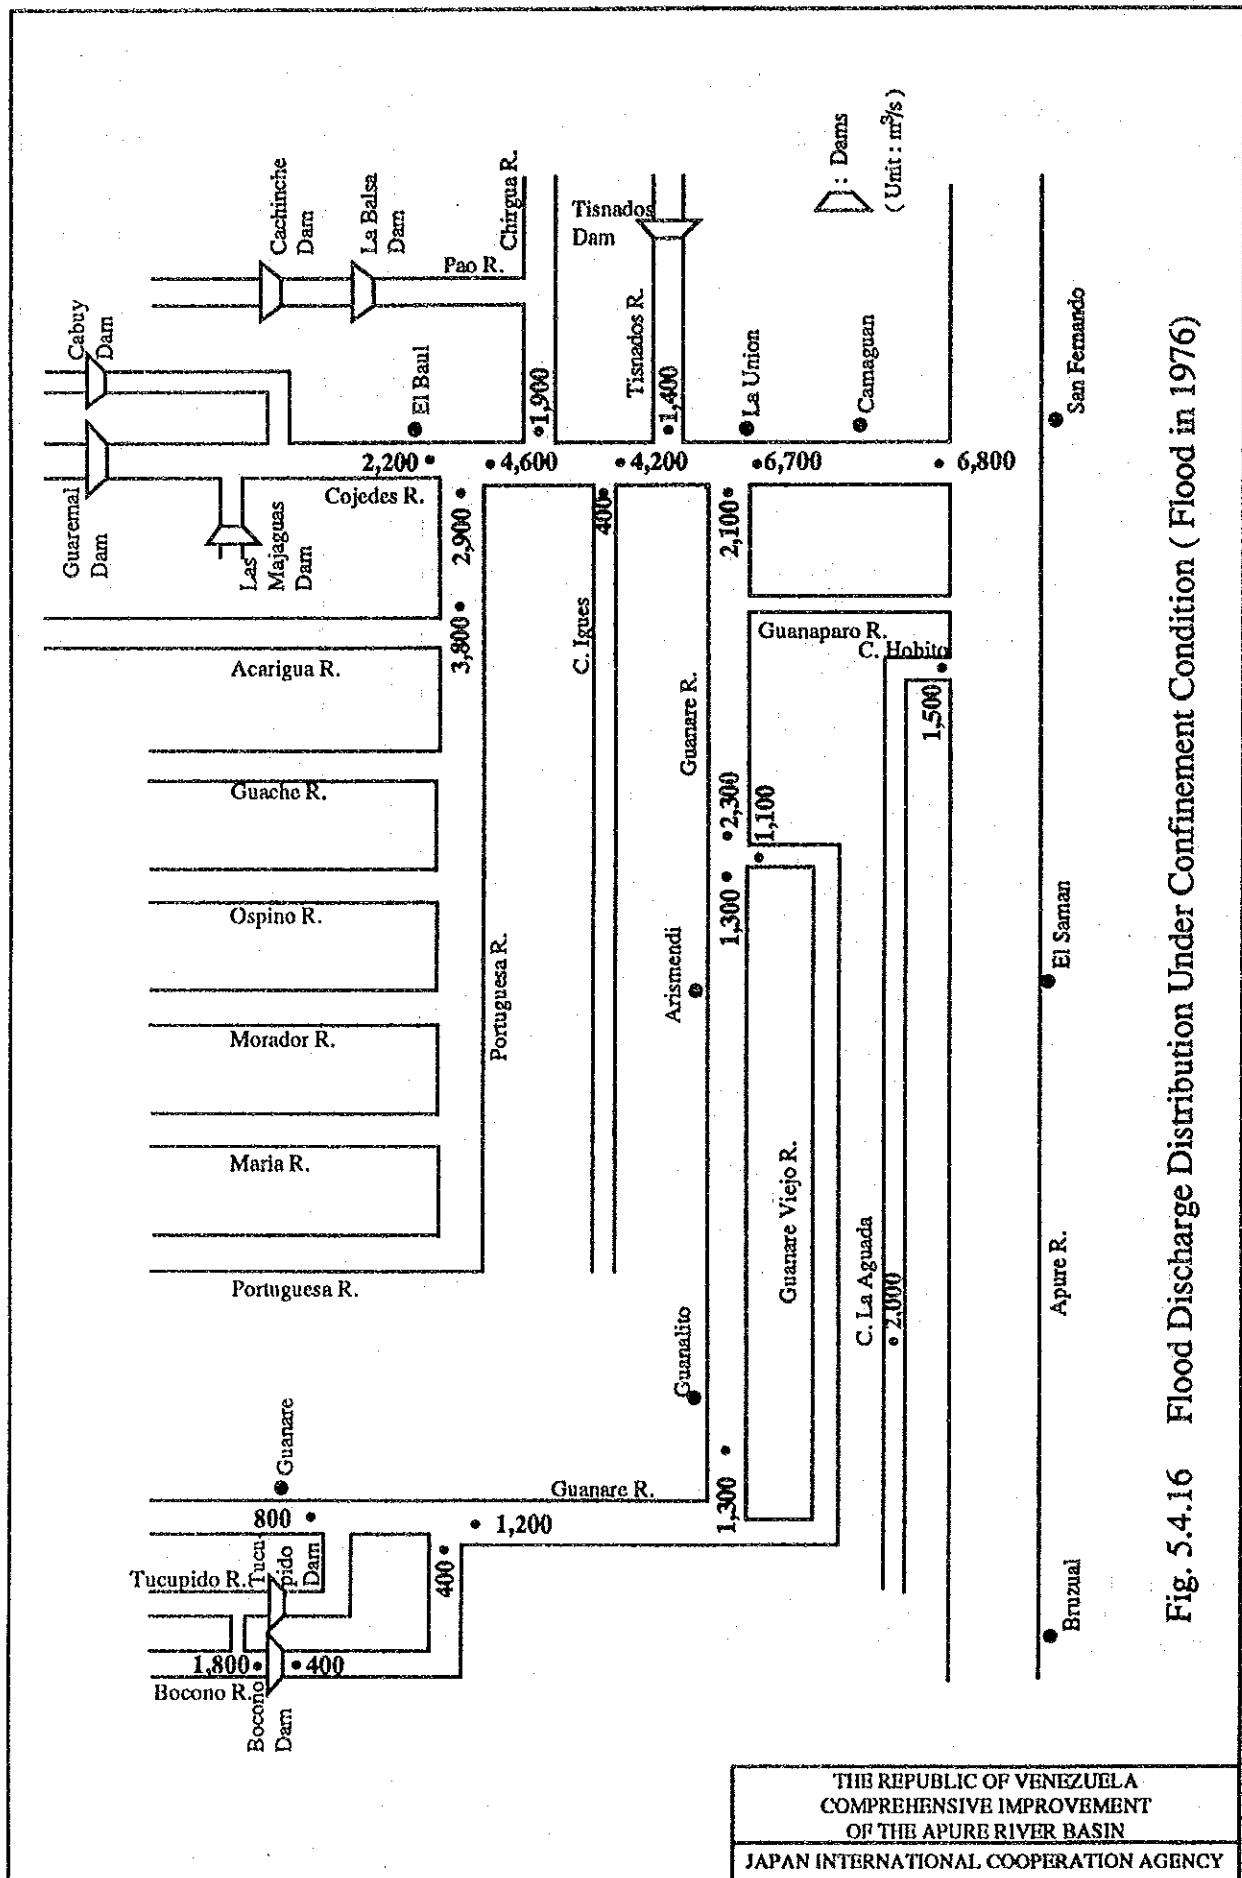 Cabuy
Dam
Cachinche
Dam
La Balsa
Dam
Chirgua R.
Pao R.
Tisnados
Dam
: Dams
( Unit : m³/s )
Guaremal
Dam
Las
Majaguas
Dam
El Baul
2,200
Cojedes R.
4,600
1,900
Tisnados R.
1,400
4,200
La Union
6,700
Camaguan
6,800
San Fernando
2,900
3,800
400
2,100
Acarigua R.
C. Igues
Guanare R.
Guanaparo R.
C. Hobito
1,500
Guache R.
2,300
1,100
1,300
Ospino R.
Portuguesa R.
Arismendi
El Saman
Morador R.
Maria R.
Guanare Viejo R.
C. La Aguada
2,000
Apure R.
Portuguesa R.
Guanalito
Guanare
Guanare R.
1,300
800
1,200
Tucupido R.
Tucu-
pido
Dam
400
1,800
400
Bocono R.
Bocono
Dam
Bruzual
Fig. 5.4.16 Flood Discharge Distribution Under Confinement Condition ( Flood in 1976)
THE REPUBLIC OF VENEZUELA
COMPREHENSIVE IMPROVEMENT
OF THE APURE RIVER BASIN
JAPAN INTERNATIONAL COOPERATION AGENCY